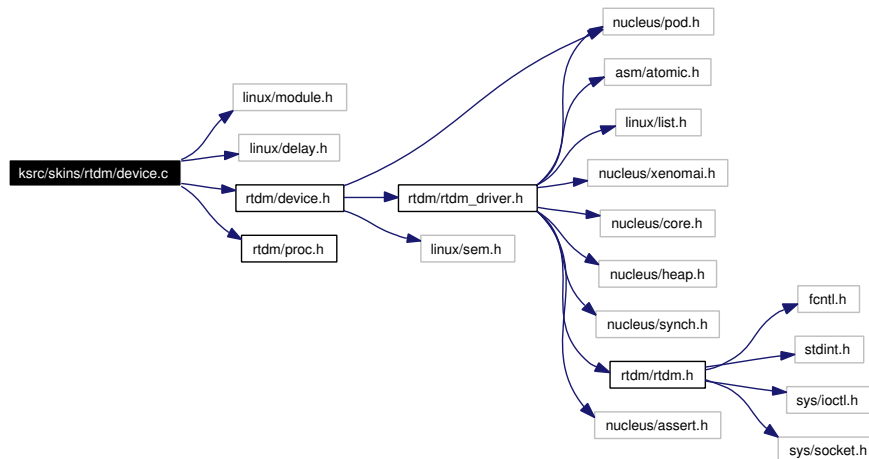 nucleus/pod.h
asm/atomic.h
linux/module.h
linux/list.h
linux/delay.h
ksrc/skins/rtdm/device.c
nucleus/xenomai.h
rtdm/device.h
rtdm/rtdm_driver.h
nucleus/core.h
rtdm/proc.h
linux/sem.h
nucleus/heap.h
fcntl.h
nucleus/synch.h
stdint.h
rtdm/rtdm.h
sys/ioctl.h
nucleus/assert.h
sys/socket.h